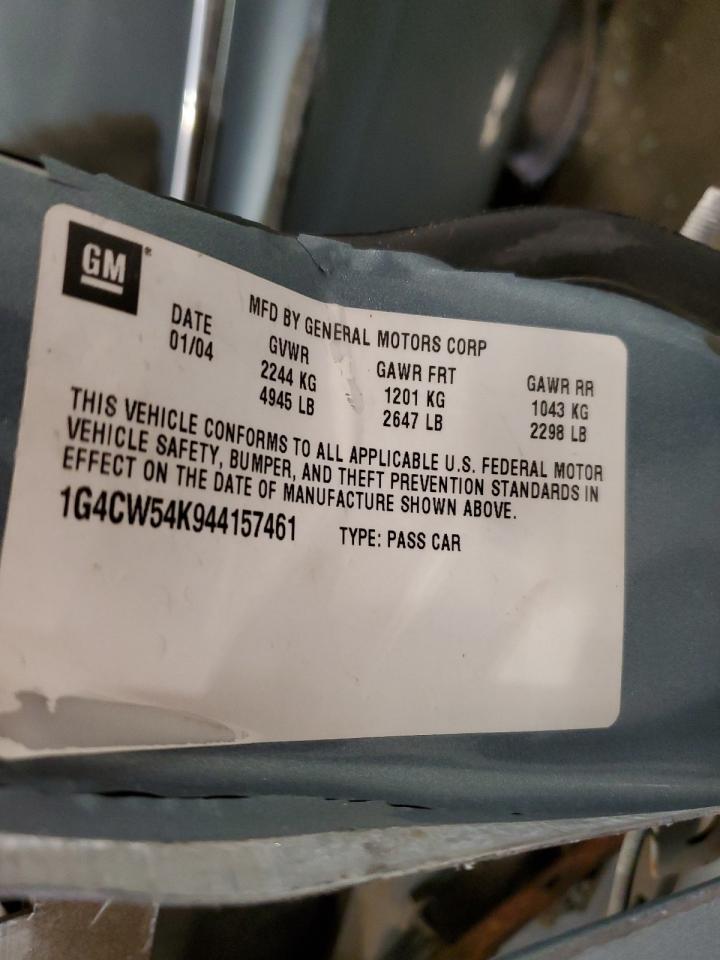 GM®
MFD BY GENERAL MOTORS CORP
DATE GVWR GAWR FRT GAWR RR
01/04 2244 KG 1201 KG 1043 KG
4945 LB 2647 LB 2298 LB
THIS VEHICLE CONFORMS TO ALL APPLICABLE U.S. FEDERAL MOTOR
VEHICLE SAFETY, BUMPER, AND THEFT PREVENTION STANDARDS IN
EFFECT ON THE DATE OF MANUFACTURE SHOWN ABOVE.
1G4CW54K944157461 TYPE: PASS CAR